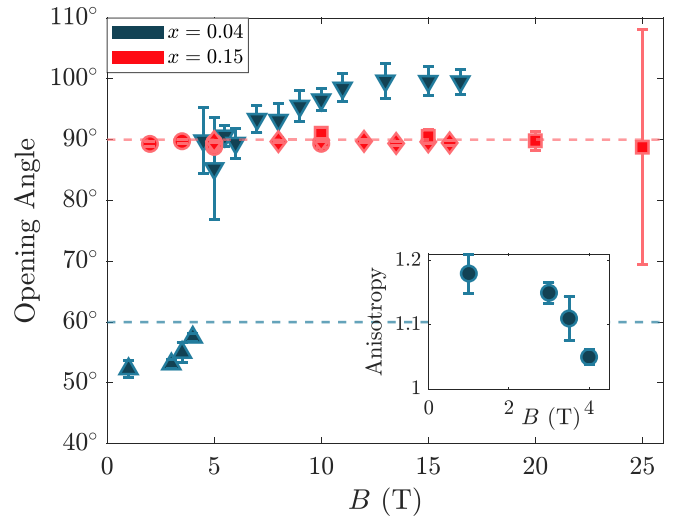 110°
100°
90°
80°
70°
60°
50°
40°
Opening Angle
x = 0.04
x = 0.15
1.2
1.1
1
Anisotropy
0 2 4
B (T)
0 5 10 15 20 25
B (T)